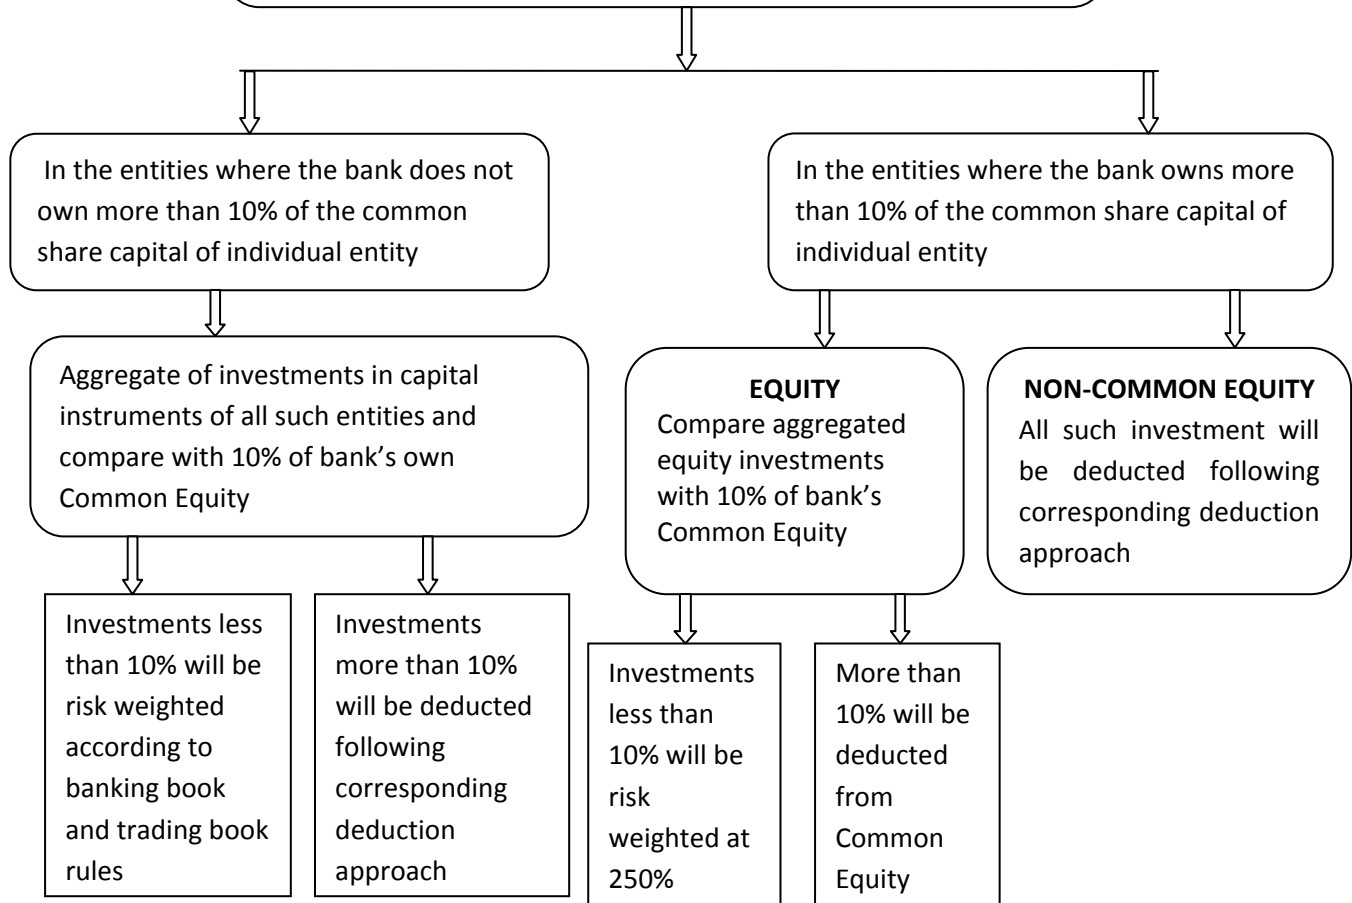 In the entities where the bank does not
own more than 10% of the common
share capital of individual entity
In the entities where the bank owns more
than 10% of the common share capital of
individual entity
Aggregate of investments in capital
instruments of all such entities and
compare with 10% of bank’s own
Common Equity
EQUITY
Compare aggregated
equity investments
with 10% of bank’s
Common Equity
NON-COMMON EQUITY
All such investment will
be deducted following
corresponding deduction
approach
Investments less
than 10% will be
risk weighted
according to
banking book
and trading book
rules
Investments
more than 10%
will be deducted
following
corresponding
deduction
approach
Investments
less than
10% will be
risk
weighted at
250%
More than
10% will be
deducted
from
Common
Equity